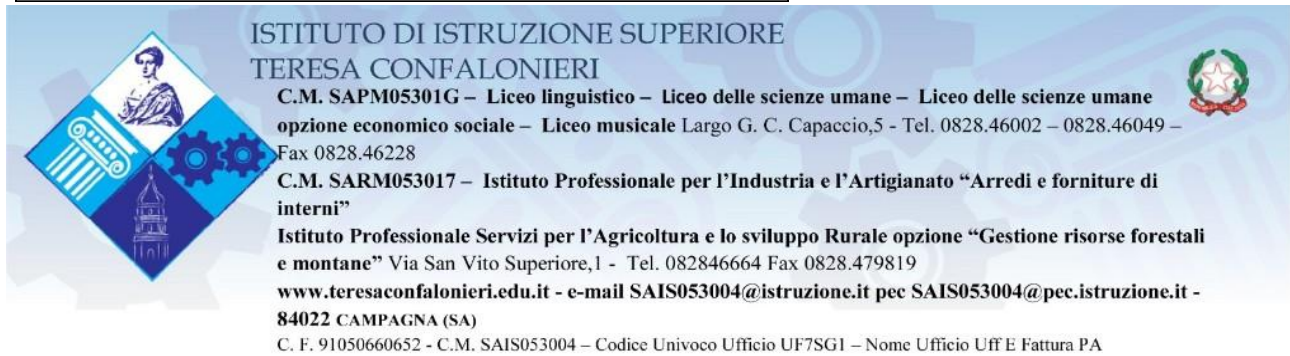 ISTITUTO DI ISTRUZIONE SUPERIORE
TERESA CONFALONIERI
C.M. SAPM05301G – Liceo linguistico – Liceo delle scienze umane – Liceo delle scienze umane
opzione economico sociale – Liceo musicale Largo G. C. Capaccio,5 - Tel. 0828.46002 – 0828.46049 –
Fax 0828.46228
C.M. SARM053017 – Istituto Professionale per l’Industria e l’Artigianato “Arredi e forniture di
interni”
Istituto Professionale Servizi per l’Agricoltura e lo sviluppo Rurale opzione “Gestione risorse forestali
e montane” Via San Vito Superiore,1 - Tel. 082846664 Fax 0828.479819
www.teresaconfalonieri.edu.it - e-mail SAIS053004@istruzione.it pec SAIS053004@pec.istruzione.it -
84022 CAMPAGNA (SA)
C. F. 91050660652 - C.M. SAIS053004 – Codice Univoco Ufficio UF7SG1 – Nome Ufficio Uff E Fattura PA